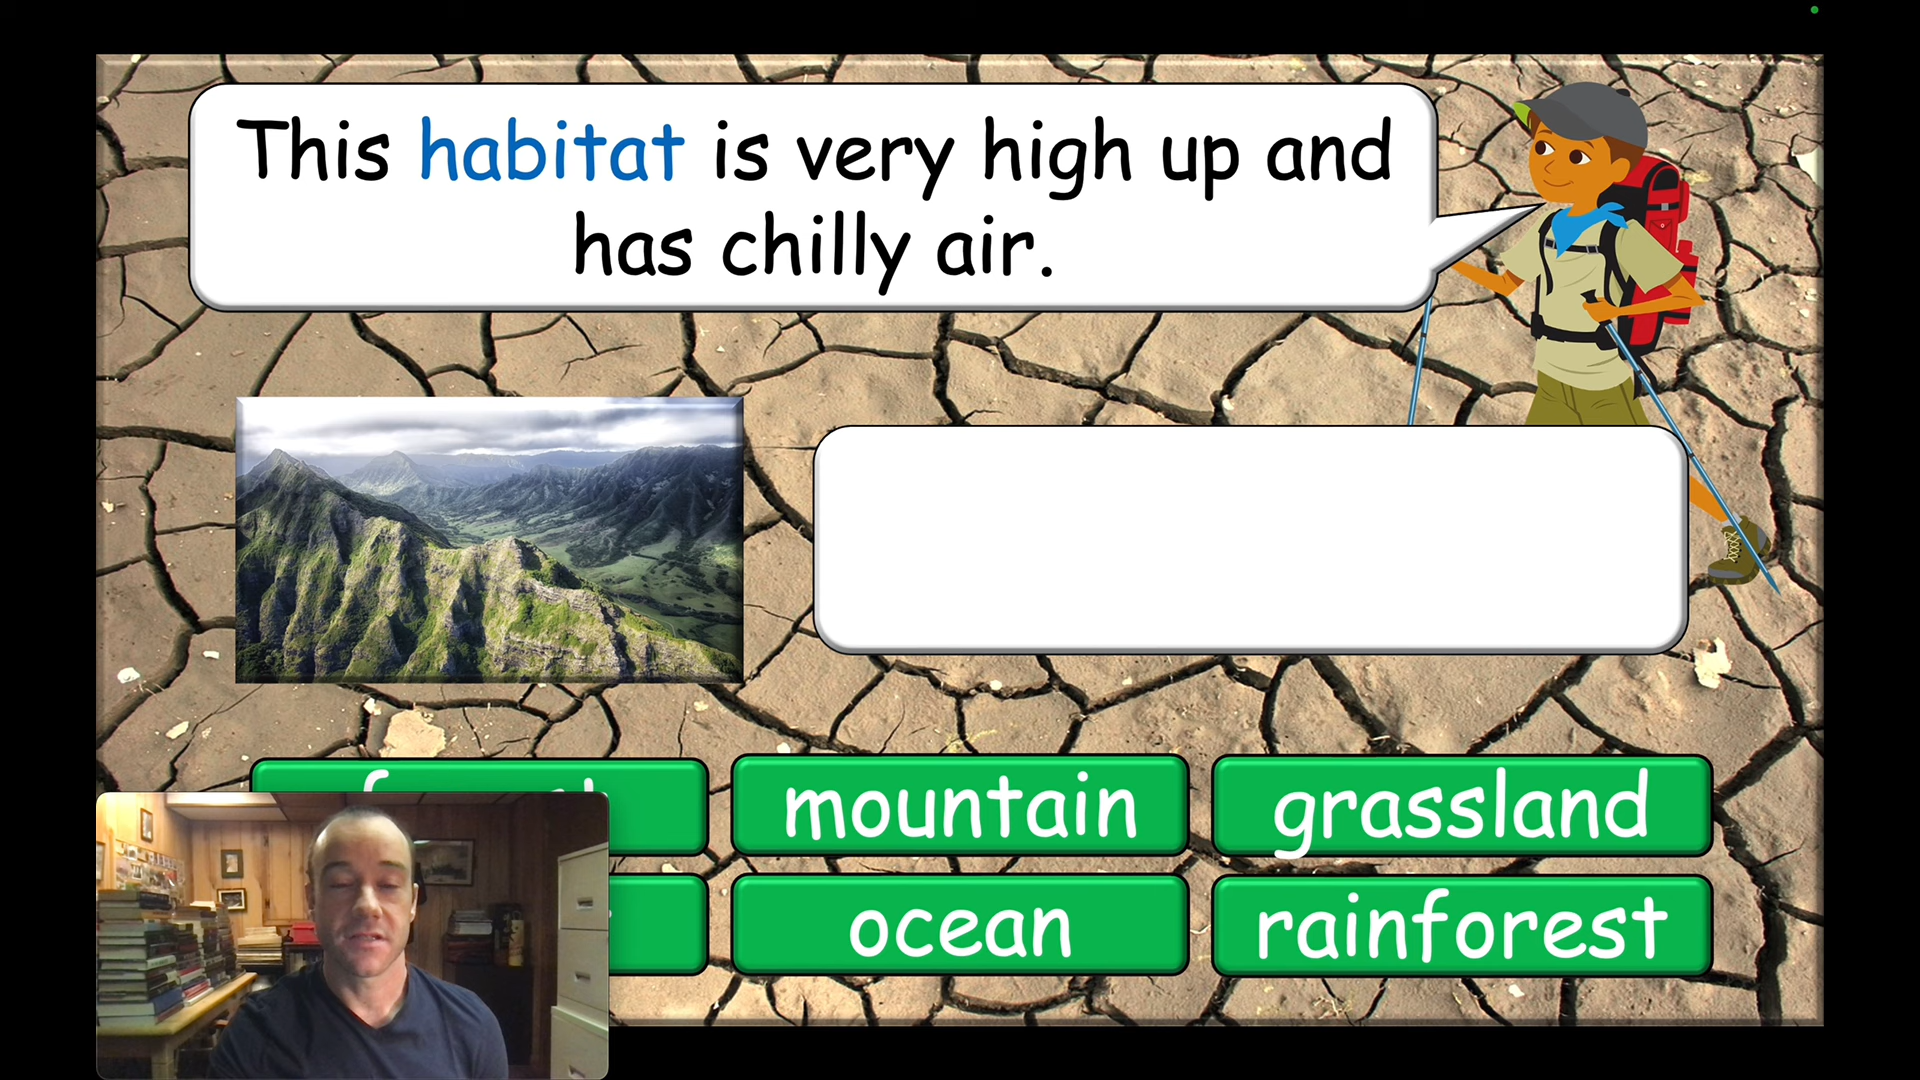 This habitat is very high up and
has chilly air.
mountain
grassland
ocean
rainforest